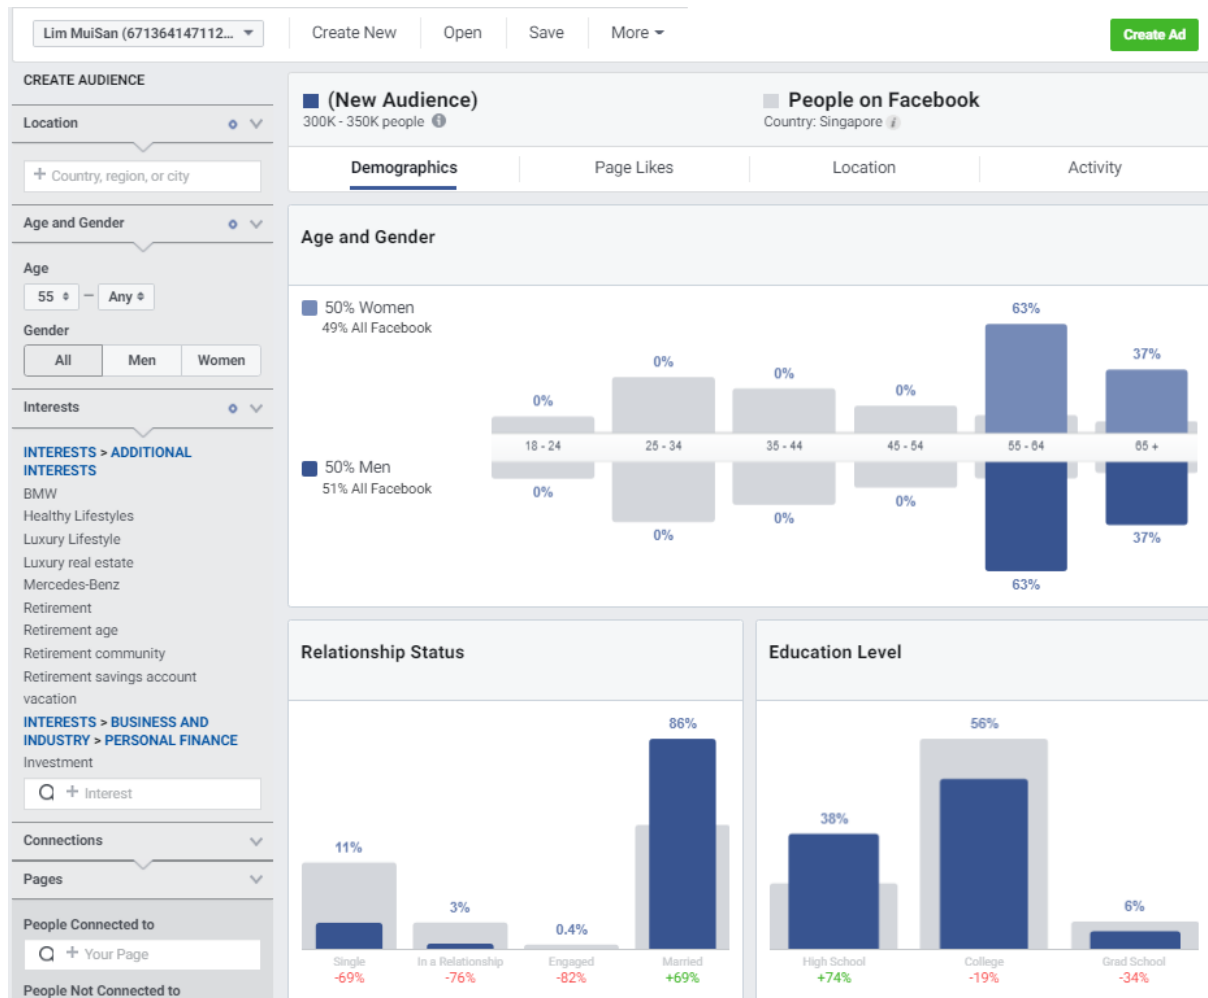 Lim MuiSan (671364147112...
Create New
Open
Save
More
Create Ad
CREATE AUDIENCE
Location
+ Country, region, or city
Age and Gender
Age
55 – Any
Gender
All Men Women
Interests
INTERESTS > ADDITIONAL
INTERESTS
BMW
Healthy Lifestyles
Luxury Lifestyle
Luxury real estate
Mercedes-Benz
Retirement
Retirement age
Retirement community
Retirement savings account
vacation
INTERESTS > BUSINESS AND
INDUSTRY > PERSONAL FINANCE
Investment
+ Interest
Connections
Pages
People Connected to
+ Your Page
People Not Connected to
(New Audience)
300K - 350K people
People on Facebook
Country: Singapore
Demographics
Page Likes
Location
Activity
Age and Gender
50% Women
49% All Facebook
0% 0% 0% 0% 63% 37%
18 - 24 25 - 34 35 - 44 45 - 54 55 - 64 65 +
50% Men
51% All Facebook
0% 0% 0% 0% 63% 37%
Relationship Status
11% 3% 0.4% 86%
Single In a Relationship Engaged Married
-69% -76% -82% +69%
Education Level
38% 56% 6%
High School College Grad School
+74% -19% -34%